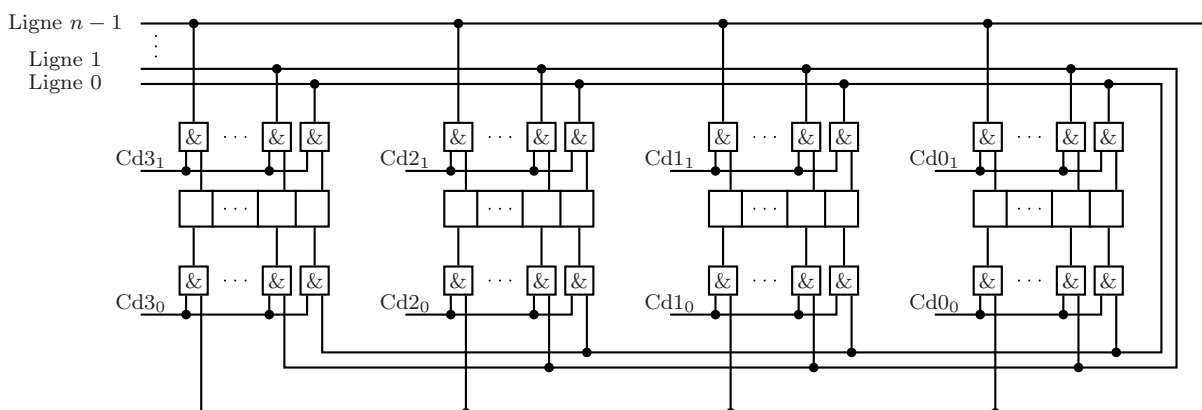 Ligne n − 1
⋮
Ligne 1
Ligne 0
& ··· & & & ··· & & & ··· & & & ··· & &
Cd3₁ Cd2₁ Cd1₁ Cd0₁
··· ··· ··· ···
& ··· & & & ··· & & & ··· & & & ··· & &
Cd3₀ Cd2₀ Cd1₀ Cd0₀